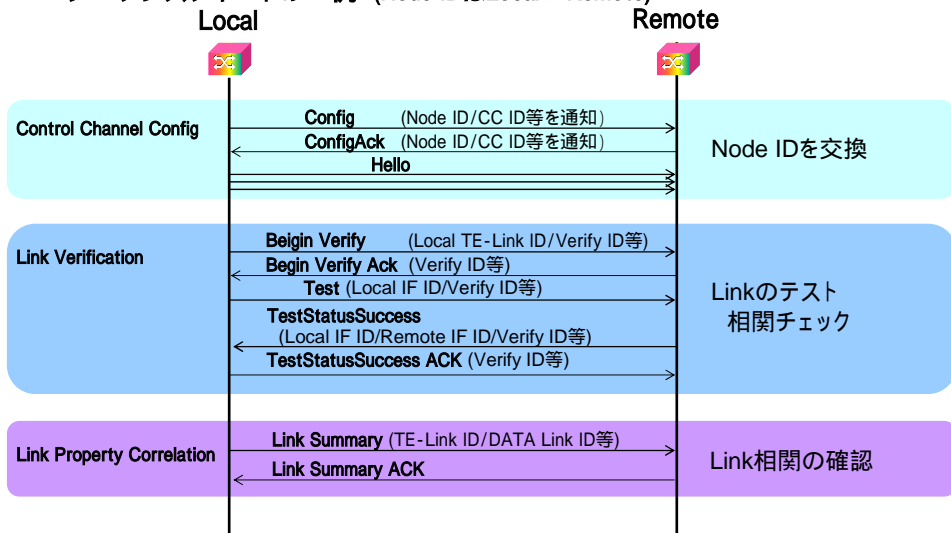 (Node ID Local Remote)
Local
Remote
Control Channel Config
Config (Node ID/CC ID等を通知)
ConfigAck (Node ID/CC ID等を通知)
Hello
Node IDを交換
Link Verification
Beigin Verify (Local TE-Link ID/Verify ID等)
Begin Verify Ack (Verify ID等)
Test (Local IF ID/Verify ID等)
TestStatusSuccess
(Local IF ID/Remote IF ID/Verify ID等)
TestStatusSuccess ACK (Verify ID等)
Linkのテスト
相関チェック
Link Property Correlation
Link Summary (TE-Link ID/DATA Link ID等)
Link Summary ACK
Link相関の確認